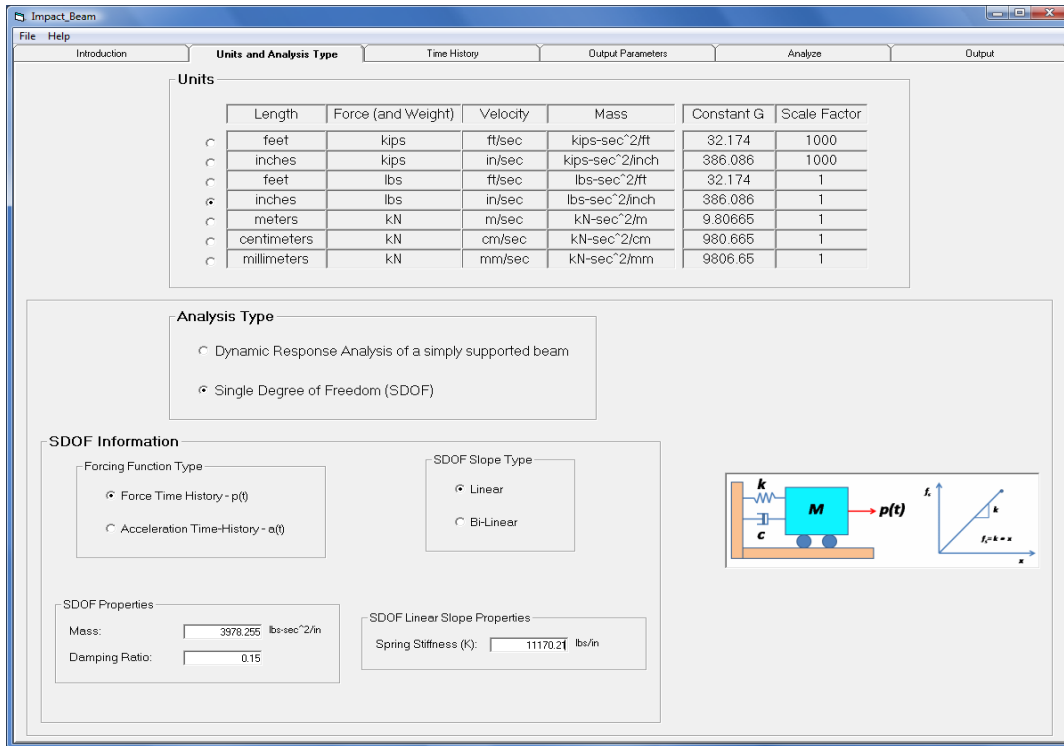 Impact_Beam
File Help
Introduction Units and Analysis Type Time History Output Parameters Analyze Output
Units
Length Force (and Weight) Velocity Mass Constant G Scale Factor
feet kips ft/sec kips-sec^2/ft 32.174 1000
inches kips in/sec kips-sec^2/inch 386.086 1000
feet lbs ft/sec lbs-sec^2/ft 32.174 1
inches lbs in/sec lbs-sec^2/inch 386.086 1
meters kN m/sec kN-sec^2/m 9.80665 1
centimeters kN cm/sec kN-sec^2/cm 980.665 1
millimeters kN mm/sec kN-sec^2/mm 9806.65 1
Analysis Type
Dynamic Response Analysis of a simply supported beam
Single Degree of Freedom (SDOF)
SDOF Information
Forcing Function Type
Force Time History - p(t)
Acceleration Time-History - a(t)
SDOF Slope Type
Linear
Bi-Linear
k
M
p(t)
c
k
x
SDOF Properties
Mass: 3978.255 lbs-sec^2/in
Damping Ratio: 0.15
SDOF Linear Slope Properties
Spring Stiffness (K): 11170.21 lbs/in